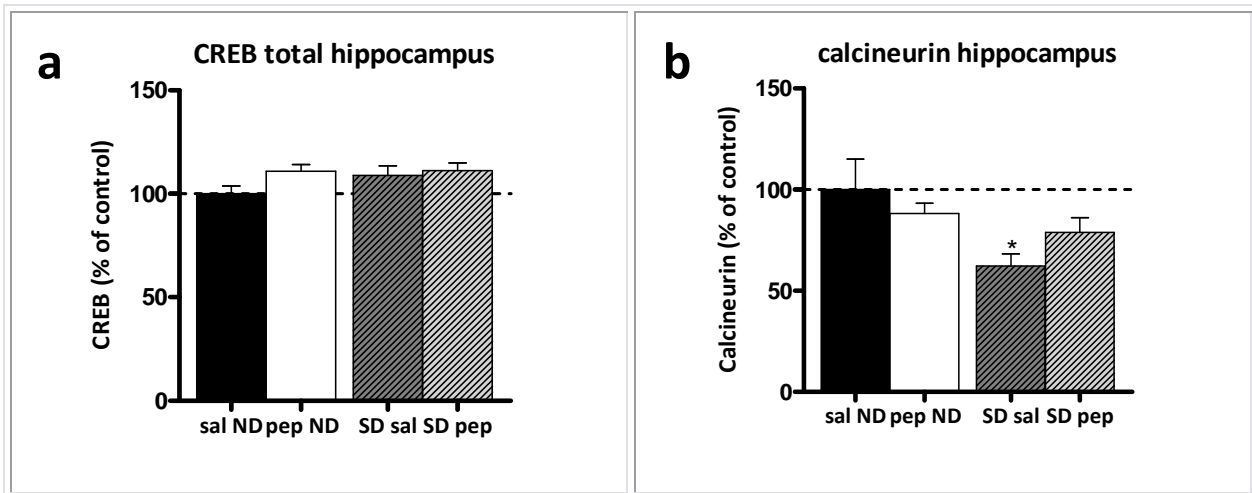 a
CREB total hippocampus
CREB (% of control)
150
100
50
0
sal ND pep ND SD sal SD pep
b
calcineurin hippocampus
Calcineurin (% of control)
150
100
50
0
*
sal ND pep ND SD sal SD pep